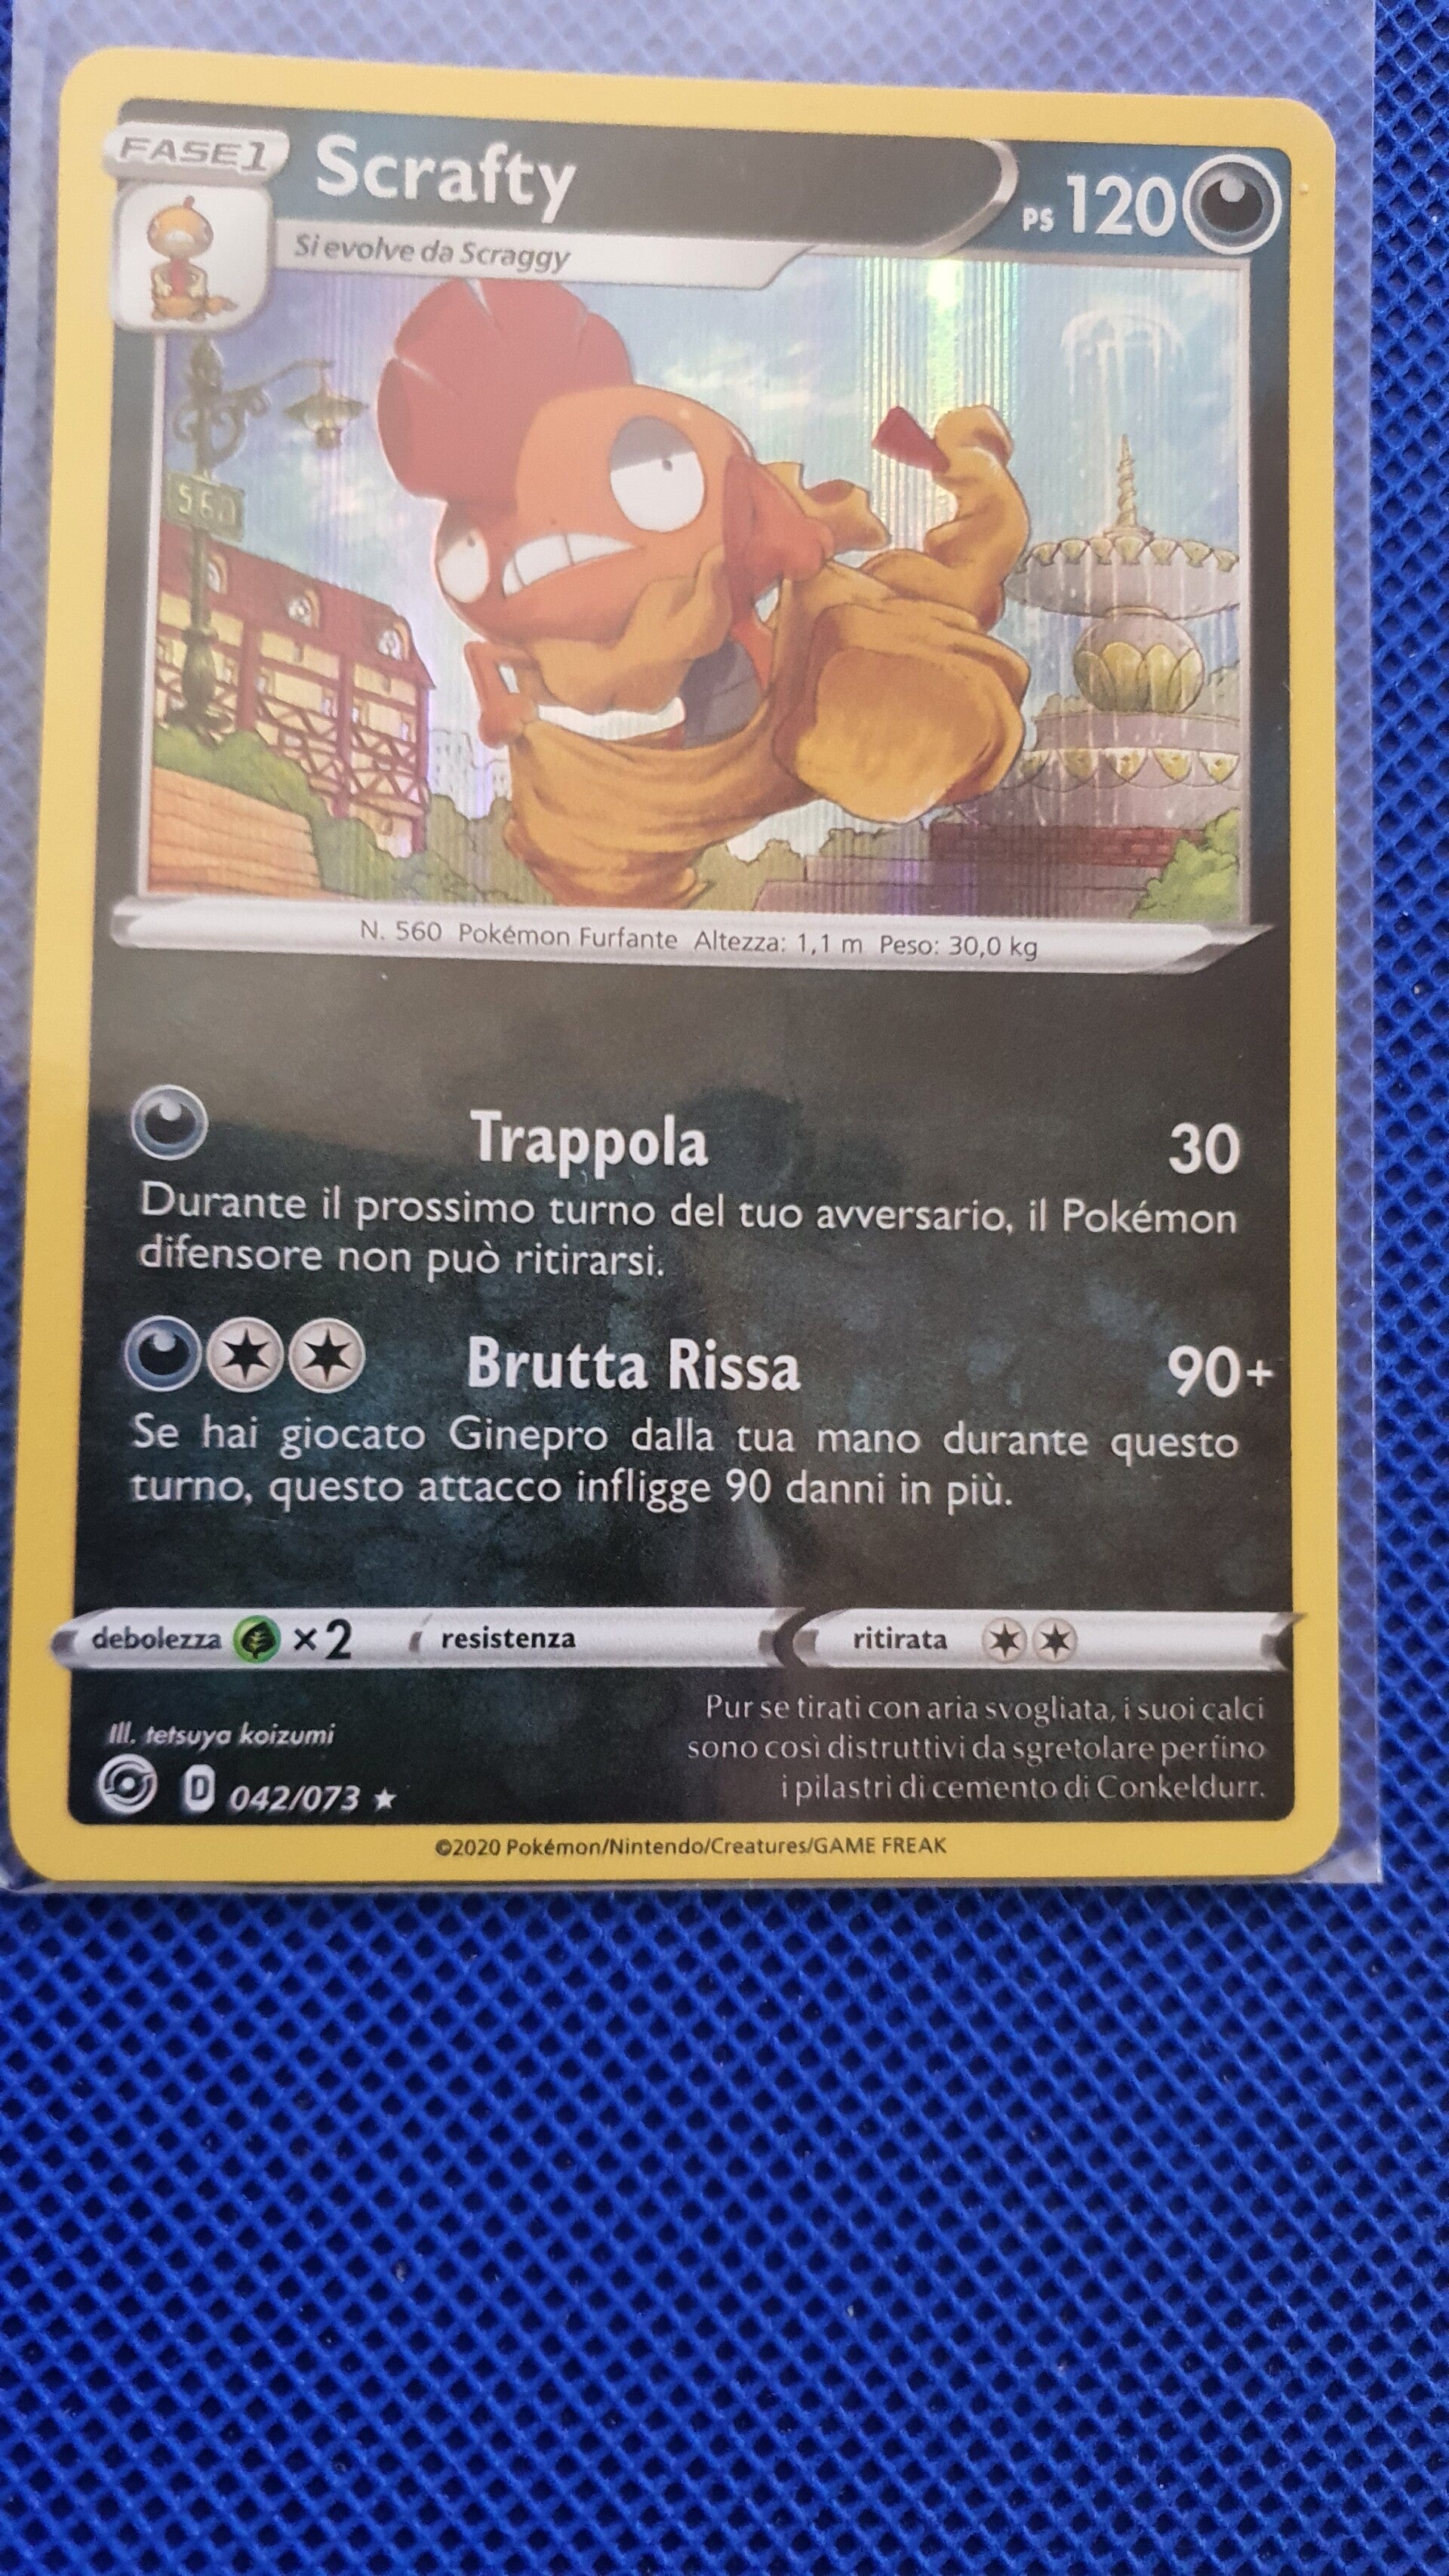 FASE 1
Scrafty
PS 120
Si evolve da Scraggy
560
N. 560 Pokémon Furfante Altezza: 1,1 m Peso: 30,0 kg
Trappola 30
Durante il prossimo turno del tuo avversario, il Pokémon
difensore non può ritirarsi.
Brutta Rissa 90+
Se hai giocato Ginepro dalla tua mano durante questo
turno, questo attacco infligge 90 danni in più.
debolezza ×2 resistenza ritirata
Pur se tirati con aria svogliata, i suoi calci
sono così distruttivi da sgretolare perfino
i pilastri di cemento di Conkeldurr.
Ill. tetsuya koizumi
D 042/073 ★
©2020 Pokémon/Nintendo/Creatures/GAME FREAK